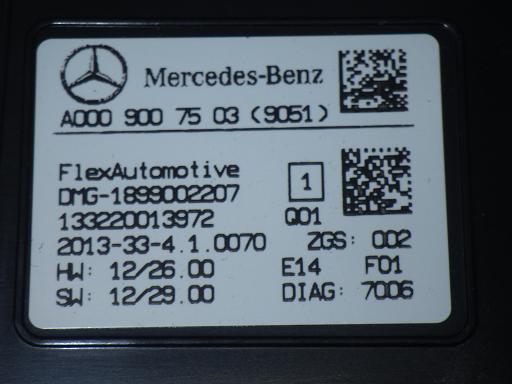 Mercedes-Benz
A000 900 75 03 (9051)
FlexAutomotive
DMG-1899002207
1
133220013972
Q01
2013-33-4.1.0070 ZGS: 002
HW: 12/26.00 E14 F01
SW: 12/29.00 DIAG: 7006